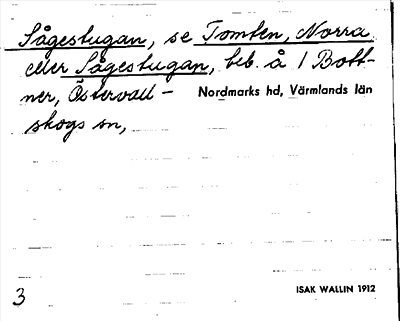 Sågestugan, se Tomten, Norra
eller Sågestugan, beb. å 1 Bott-
ner, Östervall-
Nordmarks hd, Värmlands län
skogs sn,
3
ISAK WALLIN 1912